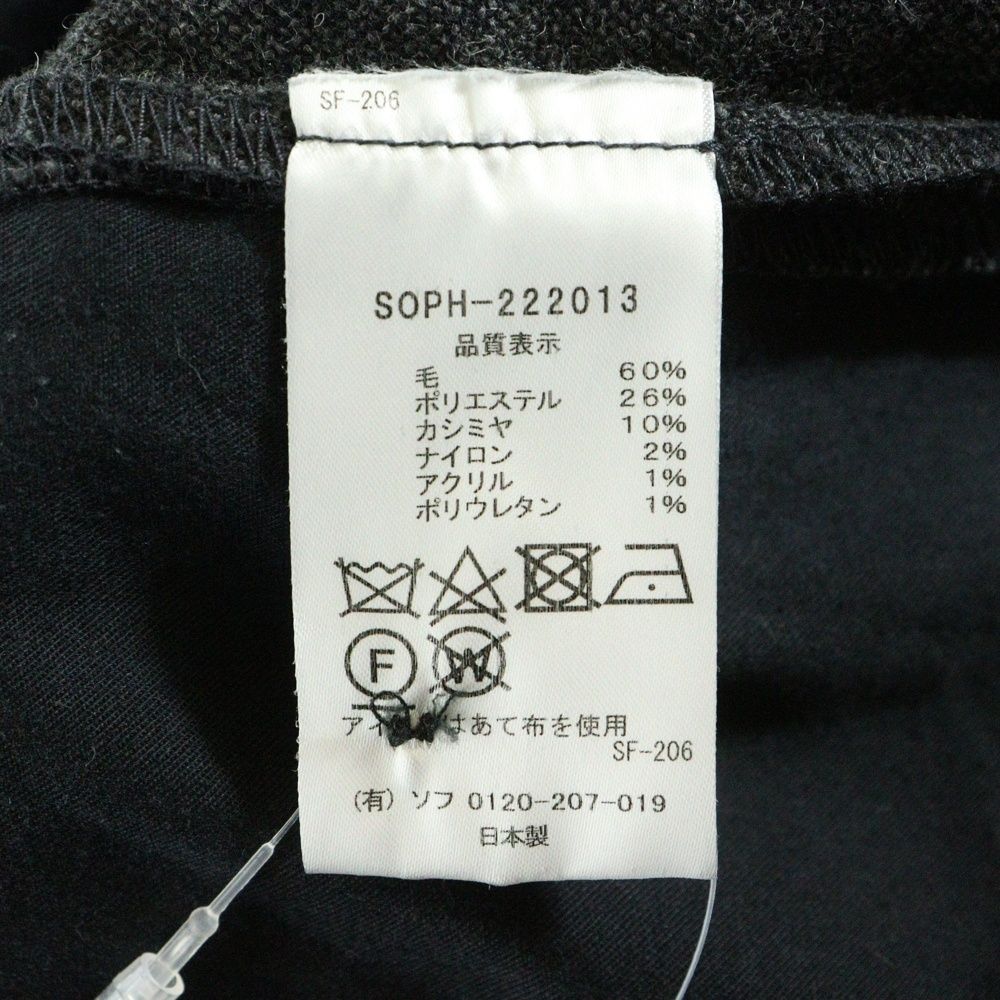 SF-206
SOPH-222013
品質表示
毛 60%
ポリエステル 26%
カシミヤ 10%
ナイロン 2%
アクリル 1%
ポリウレタン 1%
F W
はあて布を使用
SF-206
(有) ソフ 0120-207-019
日本製